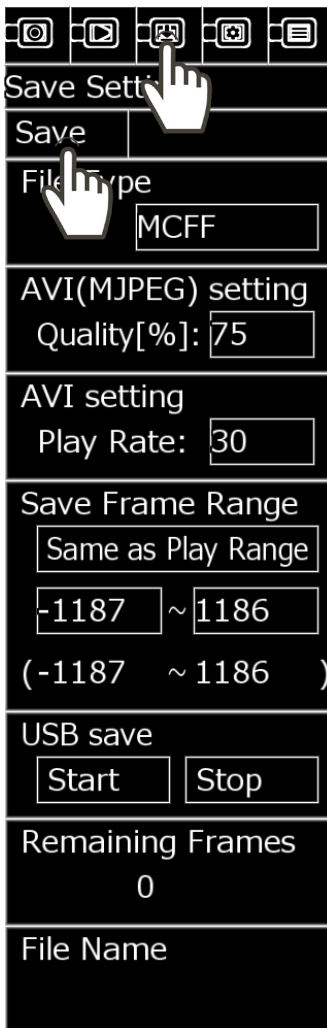 Save Setti
Save
File Type
MCFF
AVI(MJPEG) setting
Quality[%]: 75
AVI setting
Play Rate: 30
Save Frame Range
Same as Play Range
-1187 ~ 1186
(-1187 ~ 1186 )
USB save
Start Stop
Remaining Frames
0
File Name